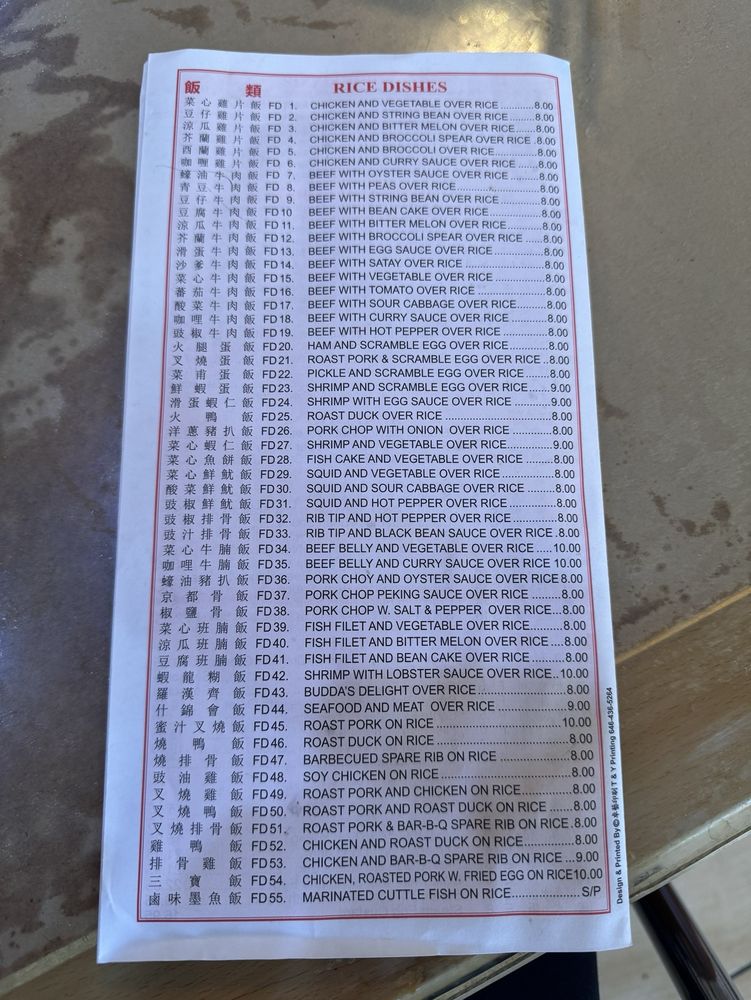 飯 類 RICE DISHES
菜心雞片飯 FD 1. CHICKEN AND VEGETABLE OVER RICE ...........8.00
豆仔雞片飯 FD 2. CHICKEN AND STRING BEAN OVER RICE ........8.00
涼瓜雞片飯 FD 3. CHICKEN AND BITTER MELON OVER RICE.......8.00
芥蘭雞片飯 FD 4. CHICKEN AND BROCCOLI SPEAR OVER RICE .8.00
西蘭雞片飯 FD 5. CHICKEN AND BROCCOLI OVER RICE..............8.00
咖喱雞片飯 FD 6. CHICKEN AND CURRY SAUCE OVER RICE ......8.00
蠔油牛肉飯 FD 7. BEEF WITH OYSTER SAUCE OVER RICE..........8.00
青豆牛肉飯 FD 8. BEEF WITH PEAS OVER RICE.........................8.00
豆仔牛肉飯 FD 9. BEEF WITH STRING BEAN OVER RICE............8.00
豆腐牛肉飯 FD 10 BEEF WITH BEAN CAKE OVER RICE ..............8.00
涼瓜牛肉飯 FD 11. BEEF WITH BITTER MELON OVER RICE..........8.00
芥蘭牛肉飯 FD 12. BEEF WITH BROCCOLI SPEAR OVER RICE .....8.00
滑蛋牛肉飯 FD 13. BEEF WITH EGG SAUCE OVER RICE..............8.00
沙爹牛肉飯 FD 14. BEEF WITH SATAY OVER RICE......................8.00
菜心牛肉飯 FD 15. BEEF WITH VEGETABLE OVER RICE ..............8.00
蕃茄牛肉飯 FD 16. BEEF WITH TOMATO OVER RICE ...................8.00
酸菜牛肉飯 FD 17. BEEF WITH SOUR CABBAGE OVER RICE........8.00
咖哩牛肉飯 FD 18. BEEF WITH CURRY SAUCE OVER RICE ..........8.00
豉椒牛肉飯 FD 19. BEEF WITH HOT PEPPER OVER RICE .............8.00
火腿蛋飯 FD 20. HAM AND SCRAMBLE EGG OVER RICE...........8.00
叉燒蛋飯 FD 21. ROAST PORK & SCRAMBLE EGG OVER RICE ..8.00
菜甫蛋飯 FD 22. PICKLE AND SCRAMBLE EGG OVER RICE.......8.00
鮮蝦蛋飯 FD 23. SHRIMP AND SCRAMBLE EGG OVER RICE......9.00
滑蛋蝦仁飯 FD 24. SHRIMP WITH EGG SAUCE OVER RICE............9.00
火鴨飯 FD 25. ROAST DUCK OVER RICE ............................8.00
洋蔥豬扒飯 FD 26. PORK CHOP WITH ONION OVER RICE...........8.00
菜心蝦仁飯 FD 27. SHRIMP AND VEGETABLE OVER RICE.............9.00
菜心魚餅飯 FD 28. FISH CAKE AND VEGETABLE OVER RICE ........8.00
菜心鮮魷飯 FD 29. SQUID AND VEGETABLE OVER RICE...............8.00
酸菜鮮魷飯 FD 30. SQUID AND SOUR CABBAGE OVER RICE........8.00
豉椒鮮魷飯 FD 31. SQUID AND HOT PEPPER OVER RICE .............8.00
豉椒排骨飯 FD 32. RIB TIP AND HOT PEPPER OVER RICE ............8.00
豉汁排骨飯 FD 33. RIB TIP AND BLACK BEAN SAUCE OVER RICE .8.00
菜心牛腩飯 FD 34. BEEF BELLY AND VEGETABLE OVER RICE ....10.00
咖哩牛腩飯 FD 35. BEEF BELLY AND CURRY SAUCE OVER RICE 10.00
蠔油豬扒飯 FD 36. PORK CHOY AND OYSTER SAUCE OVER RICE 8.00
京都骨飯 FD 37. PORK CHOP PEKING SAUCE OVER RICE.........8.00
椒鹽骨飯 FD 38. PORK CHOP W. SALT & PEPPER OVER RICE...8.00
菜心班腩飯 FD 39. FISH FILET AND VEGETABLE OVER RICE.........8.00
涼瓜班腩飯 FD 40. FISH FILET AND BITTER MELON OVER RICE ....8.00
豆腐班腩飯 FD 41. FISH FILET AND BEAN CAKE OVER RICE..........8.00
蝦龍糊飯 FD 42. SHRIMP WITH LOBSTER SAUCE OVER RICE..10.00
羅漢齊飯 FD 43. BUDDA'S DELIGHT OVER RICE ......................8.00
什錦會飯 FD 44. SEAFOOD AND MEAT OVER RICE ..................9.00
蜜汁叉燒飯 FD 45. ROAST PORK ON RICE ................................10.00
燒鴨飯 FD 46. ROAST DUCK ON RICE .................................8.00
燒排骨飯 FD 47. BARBECUED SPARE RIB ON RICE ..................8.00
豉油雞飯 FD 48. SOY CHICKEN ON RICE.................................8.00
叉燒雞飯 FD 49. ROAST PORK AND CHICKEN ON RICE .............8.00
叉燒鴨飯 FD 50. ROAST PORK AND ROAST DUCK ON RICE ......8.00
叉燒排骨飯 FD 51. ROAST PORK & BAR-B-Q SPARE RIB ON RICE .8.00
雞鴨飯 FD 52. CHICKEN AND ROAST DUCK ON RICE.............8.00
排骨雞飯 FD 53. CHICKEN AND BAR-B-Q SPARE RIB ON RICE ...9.00
三寶飯 FD 54. CHICKEN, ROASTED PORK W. FRIED EGG ON RICE10.00
鹵味墨魚飯 FD 55. MARINATED CUTTLE FISH ON RICE....................S/P
Design & Printed By 卓藝印刷 T & Y Printing 646-436-5264